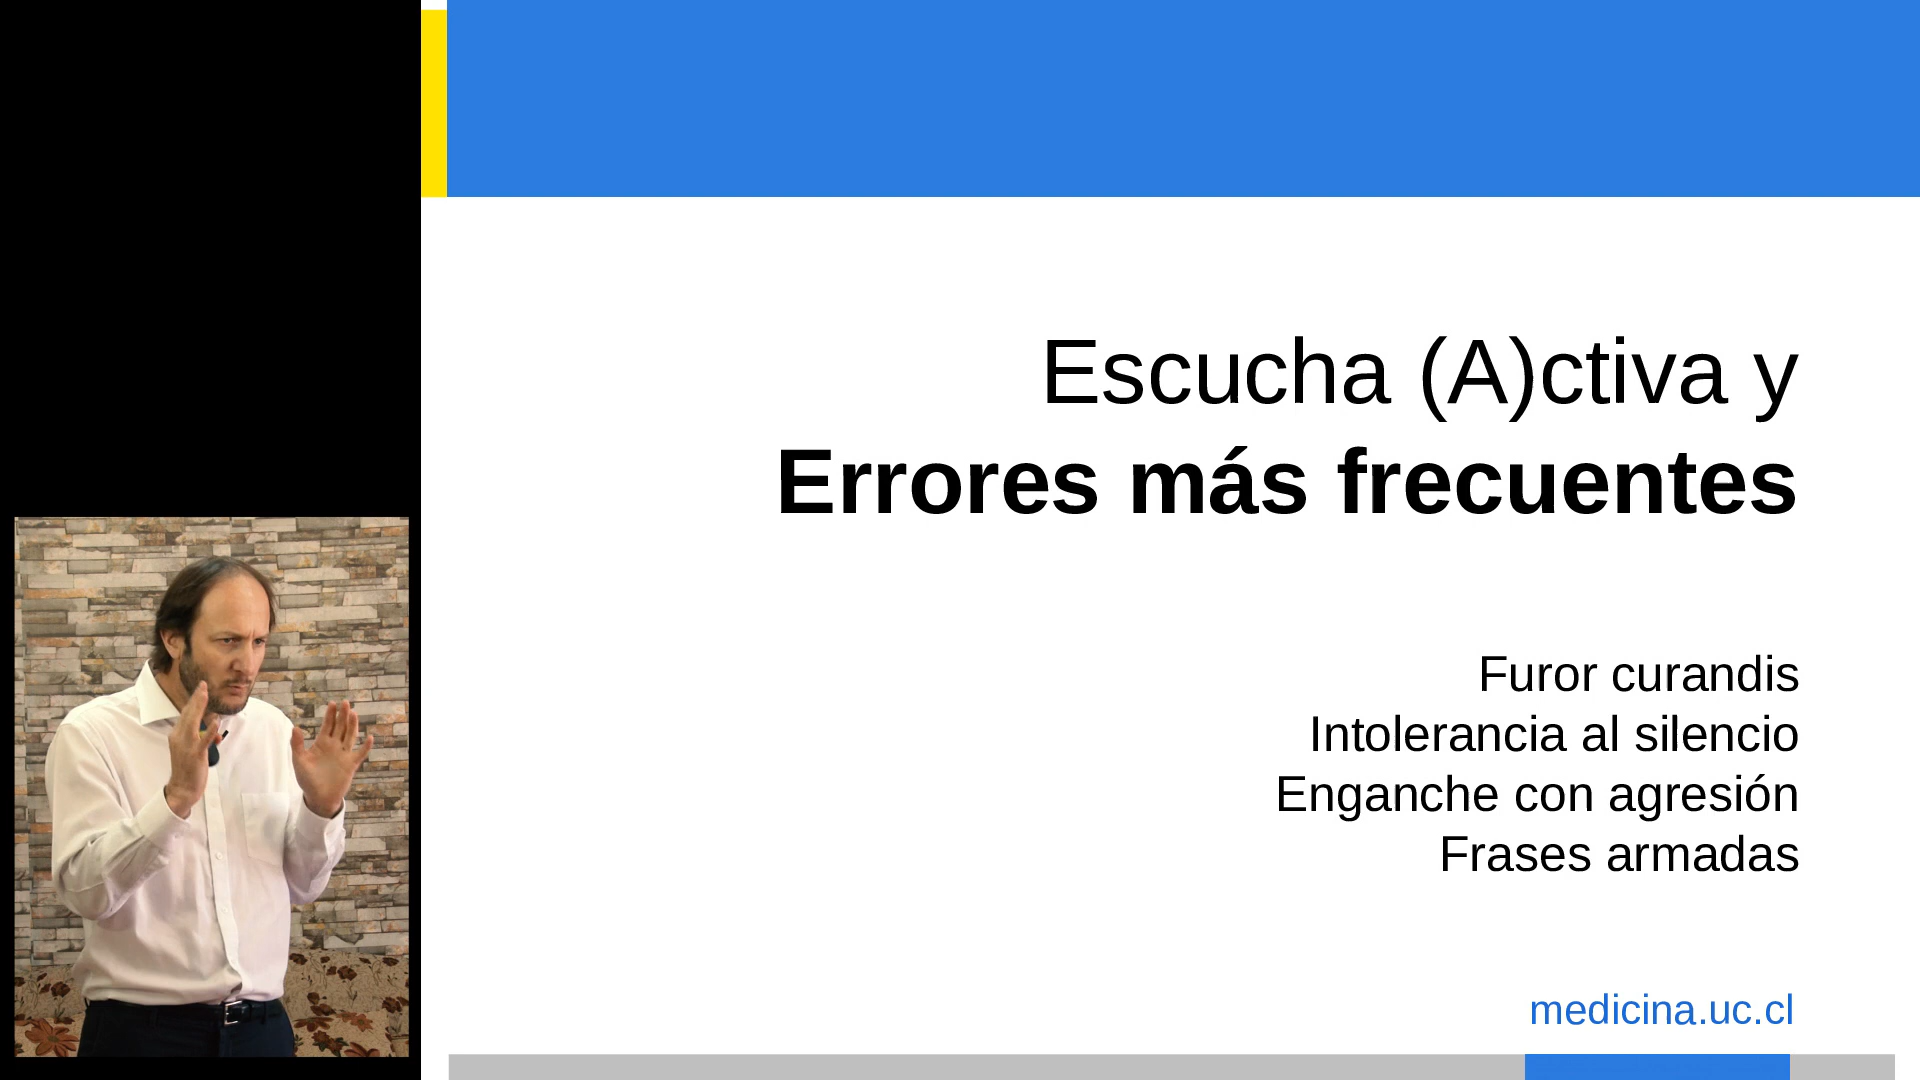 Escucha (A)ctiva y
Errores más frecuentes
Furor curandis
Intolerancia al silencio
Enganche con agresión
Frases armadas
medicina.uc.cl